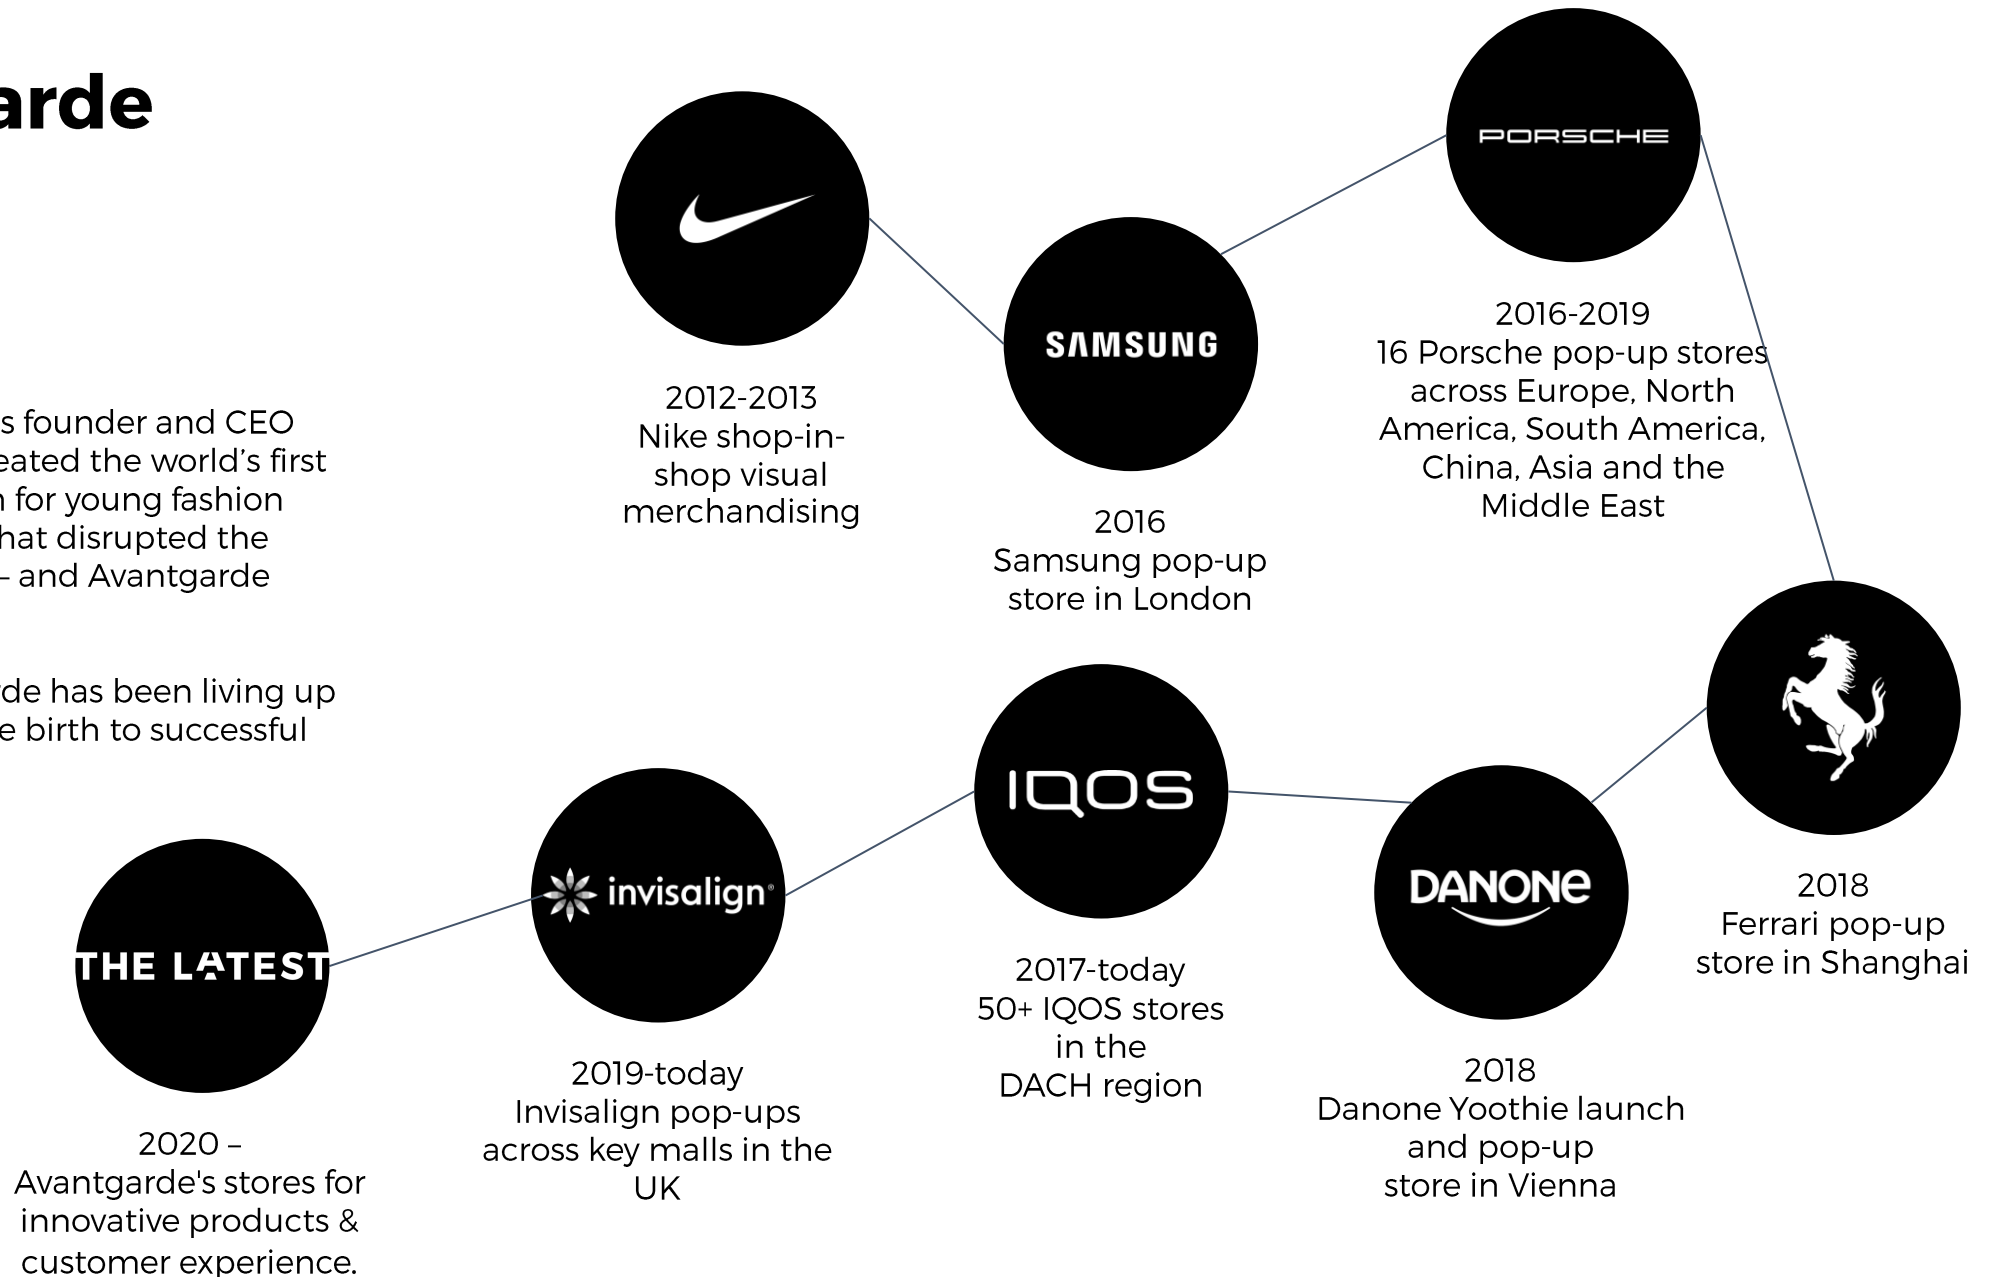 arde
s founder and CEO
eated the world's first
n for young fashion
hat disrupted the
– and Avantgarde
rde has been living up
e birth to successful
2012-2013
Nike shop-in-
shop visual
merchandising
SAMSUNG
2016
Samsung pop-up
store in London
PORSCHE
2016-2019
16 Porsche pop-up stores
across Europe, North
America, South America,
China, Asia and the
Middle East
2018
Ferrari pop-up
store in Shanghai
DANONE
2018
Danone Yoothie launch
and pop-up
store in Vienna
IQOS
2017-today
50+ IQOS stores
in the
DACH region
invisalign®
2019-today
Invisalign pop-ups
across key malls in the
UK
THE LATEST
2020 –
Avantgarde's stores for
innovative products &
customer experience.